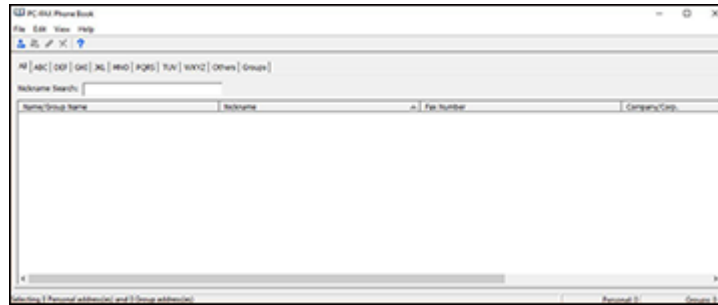 PC-FAX Phone Book
File Edit View Help
All ABC DEF GHI JKL MNO PQRS TUV WXYZ Others Groups
Nickname Search:
Name/Group Name Nickname Fax Number Company/Corp.
Selecting 0 Personal address(es) and 0 Group address(es) Personal 0 Groups 0